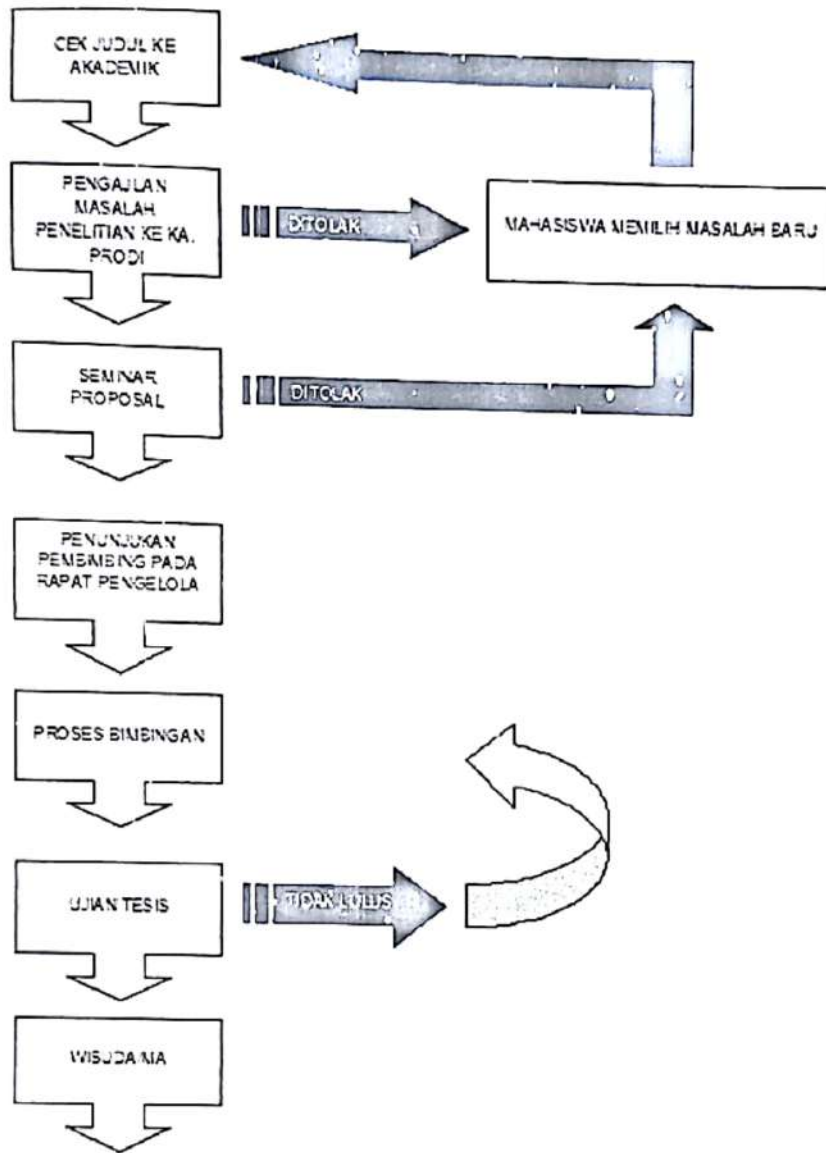 CEK JUDUL KE
AKADEMIK
PENGAJUAN
MASALAH
PENELITIAN KE KA.
PRODI
DITOLAK
MAHASISWA MEMILIH MASALAH BARU
SEMINAR
PROPOSAL
DITOLAK
PENUNJUKAN
PEMBIMBING PADA
RAPAT PENGELOLA
PROSES BIMBINGAN
UJIAN TESIS
TIDAK LULUS
WISUDA MA